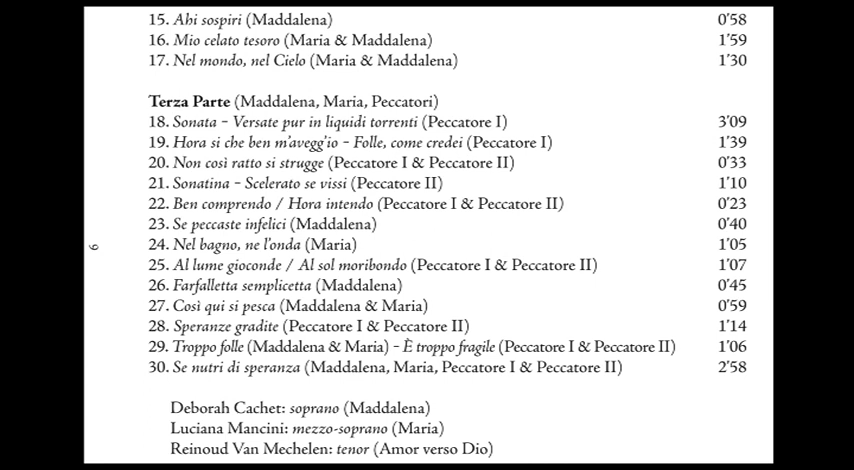 15. Ahi sospiri (Maddalena) 0'58
16. Mio celato tesoro (Maria & Maddalena) 1'59
17. Nel mondo, nel Cielo (Maria & Maddalena) 1'30
Terza Parte (Maddalena, Maria, Peccatori)
18. Sonata – Versate pur in liquidi torrenti (Peccatore I) 3'09
19. Hora si che ben m'avegg'io – Folle, come credei (Peccatore I) 1'39
20. Non così ratto si strugge (Peccatore I & Peccatore II) 0'33
21. Sonatina – Scelerato se vissi (Peccatore II) 1'10
22. Ben comprendo / Hora intendo (Peccatore I & Peccatore II) 0'23
23. Se peccaste infelici (Maddalena) 0'40
24. Nel bagno, ne l'onda (Maria) 1'05
25. Al lume gioconde / Al sol moribondo (Peccatore I & Peccatore II) 1'07
26. Farfalletta semplicetta (Maddalena) 0'45
27. Così qui si pesca (Maddalena & Maria) 0'59
28. Speranze gradite (Peccatore I & Peccatore II) 1'14
29. Troppo folle (Maddalena & Maria) – È troppo fragile (Peccatore I & Peccatore II) 1'06
30. Se nutri di speranza (Maddalena, Maria, Peccatore I & Peccatore II) 2'58
Deborah Cachet: soprano (Maddalena)
Luciana Mancini: mezzo-soprano (Maria)
Reinoud Van Mechelen: tenor (Amor verso Dio)